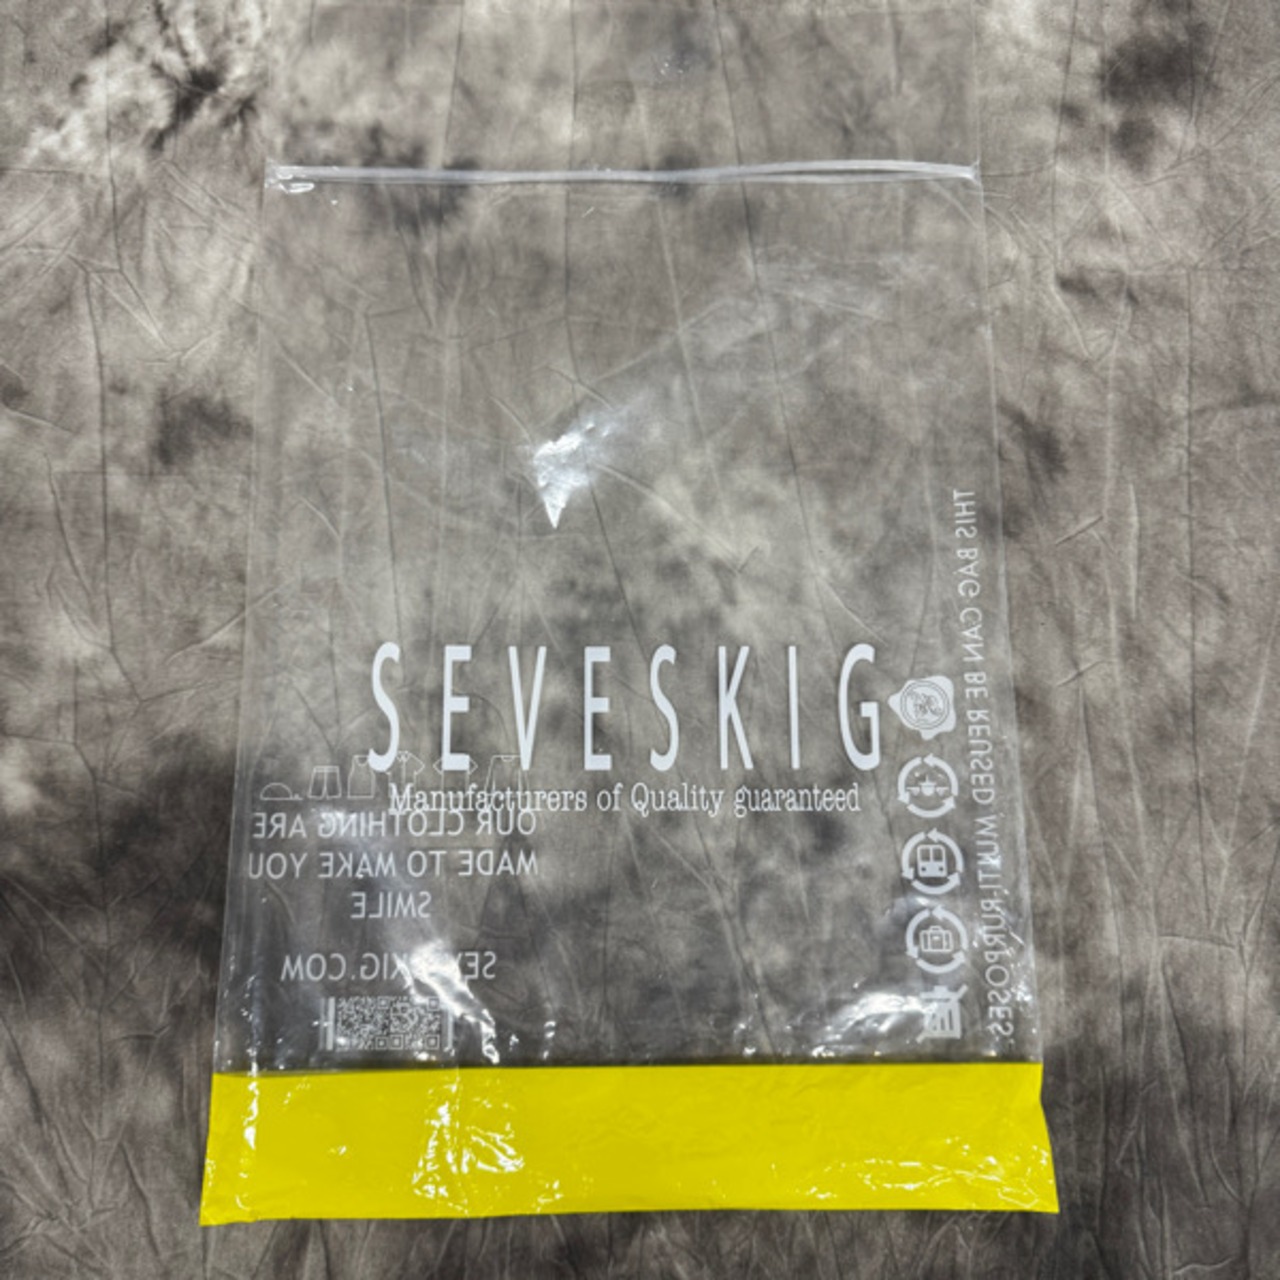 SEVESKIG
Manufacturers of Quality guaranteed
OUR CLOTHING ARE
MADE TO MAKE YOU
SMILE
SEVESKIG.COM
THIS BAG CAN BE REUSED MULTI-PURPOSES